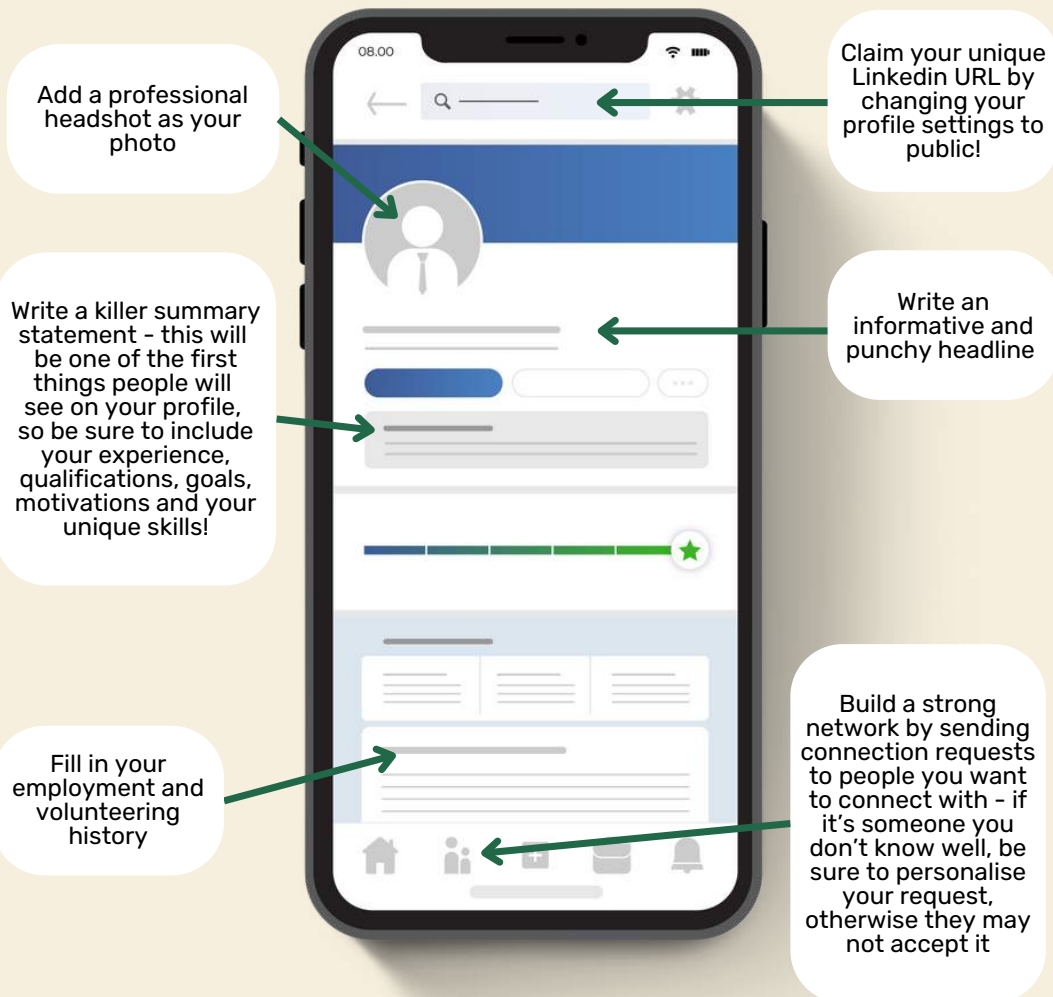 08.00
Add a professional
headshot as your
photo
Claim your unique
Linkedin URL by
changing your
profile settings to
public!
Write a killer summary
statement - this will
be one of the first
things people will
see on your profile,
so be sure to include
your experience,
qualifications, goals,
motivations and your
unique skills!
Write an
informative and
punchy headline
Fill in your
employment and
volunteering
history
Build a strong
network by sending
connection requests
to people you want
to connect with - if
it's someone you
don't know well, be
sure to personalise
your request,
otherwise they may
not accept it